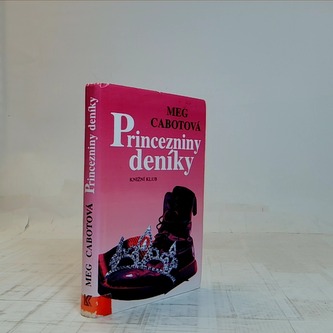 MEG CABOTOVÁ Princezniny deníky
MEG
CABOTOVÁ
Princezniny
deníky
KNIŽNÍ KLUB